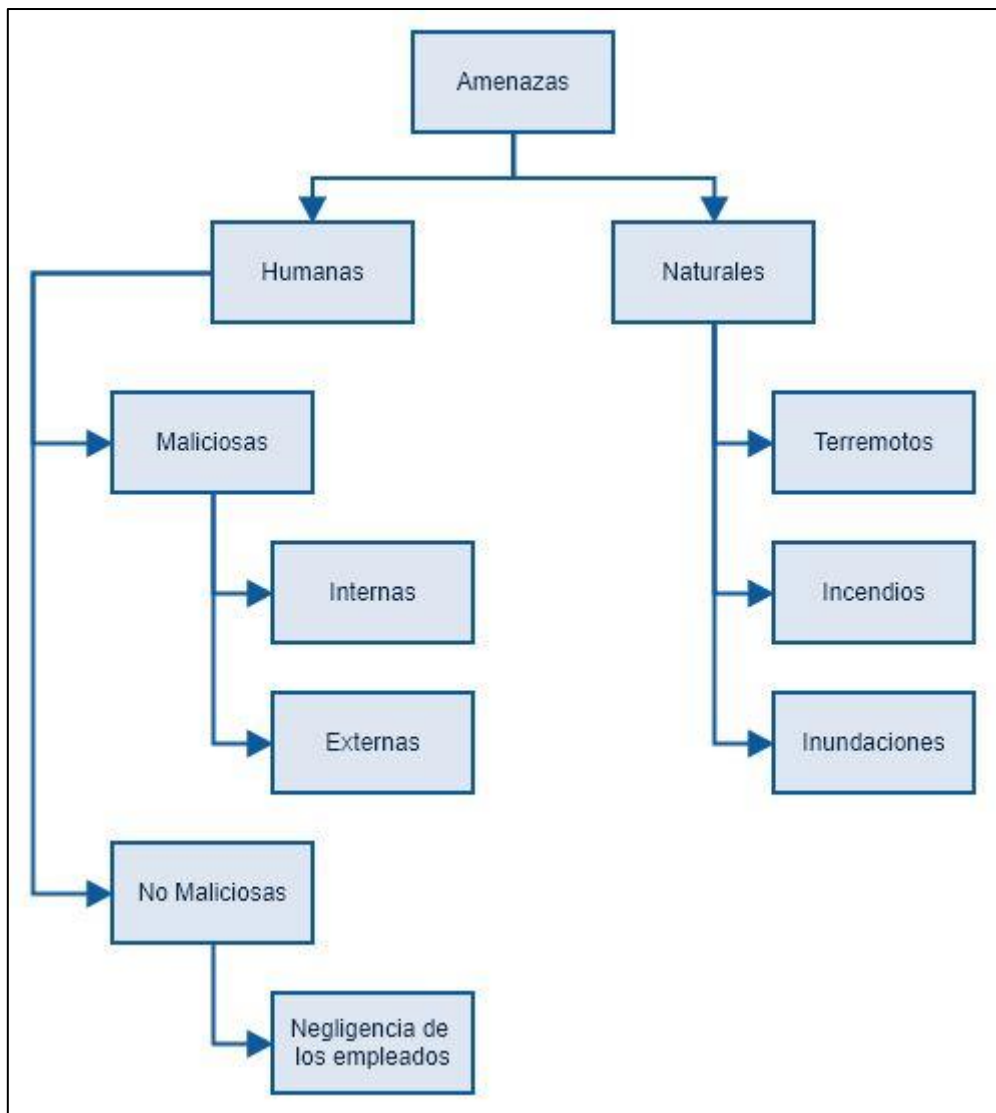 Amenazas
Humanas
Naturales
Maliciosas
Terremotos
Internas
Incendios
Externas
Inundaciones
No Maliciosas
Negligencia de
los empleados